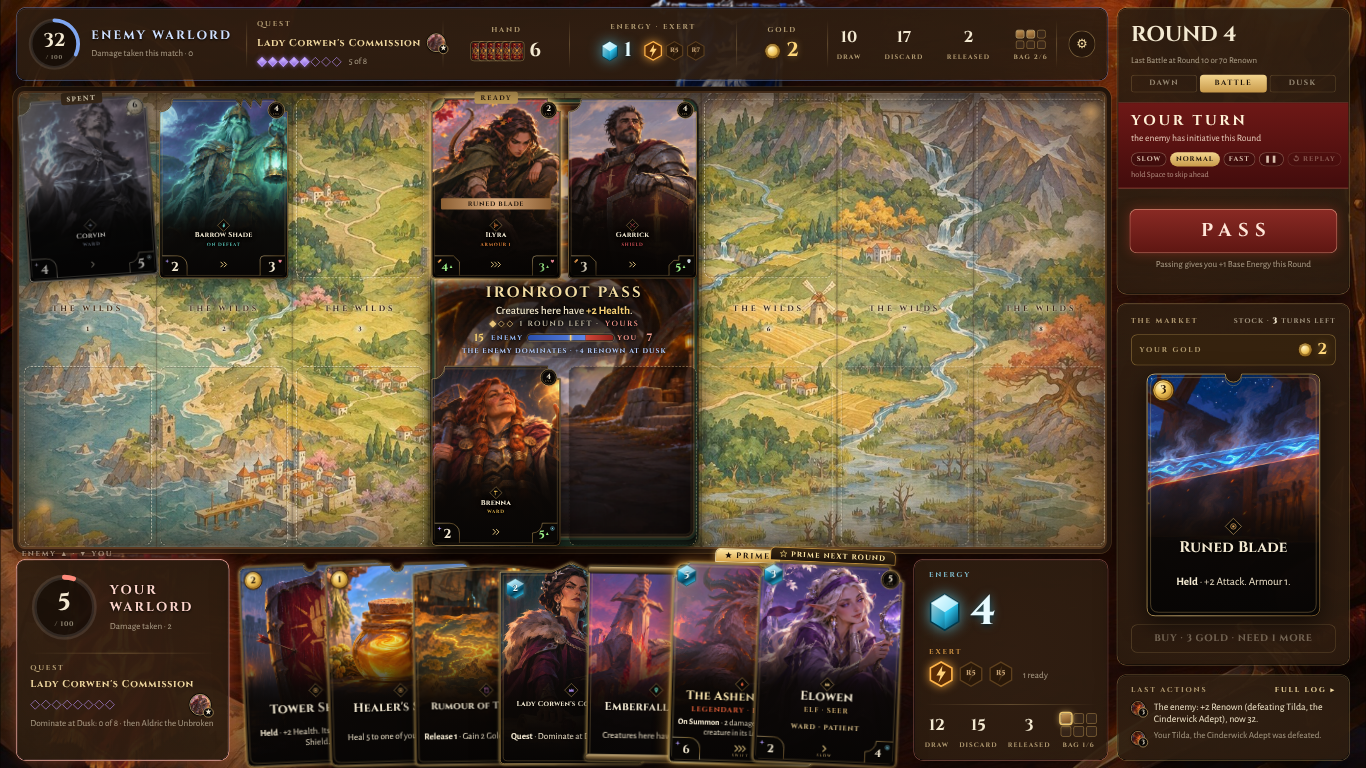 32
/ 100
ENEMY WARLORD
Damage taken this match · 0
QUEST
LADY CORWEN'S COMMISSION
5 of 8
HAND
6
ENERGY · EXERT
1
R5
R7
GOLD
2
10
DRAW
17
DISCARD
2
RELEASED
BAG 2/6
SPENT
6
CORVIN
WARD
4
5
4
BARROW SHADE
ON DEFEAT
2
3
READY
2
RUNED BLADE
ILYRA
ARMOUR 1
4
3
4
GARRICK
SHIELD
3
5
THE WILDS
1
THE WILDS
2
THE WILDS
3
IRONROOT PASS
Creatures here have +2 Health.
1 ROUND LEFT · YOURS
15 ENEMY
YOU 7
THE ENEMY DOMINATES · +4 RENOWN AT DUSK
THE WILDS
6
THE WILDS
7
THE WILDS
8
4
BRENNA
WARD
2
5
ENEMY ▲ · ▼ YOU
5
/ 100
YOUR WARLORD
Damage taken · 2
QUEST
LADY CORWEN'S COMMISSION
Dominate at Dusk: 0 of 8 · then Aldric the Unbroken
2
TOWER
Held · +2 Health.
Shield
1
HEALER'S
Heal 5 to one of
RUMOUR OF
Release 1 · Gain 2
2
LADY CORWEN'S
Quest · Dominate at
EMBERFALL
Creatures here
★ PRIME
THE ASHEN
LEGENDARY
On Summon · 2
creature in its
6
☆ PRIME NEXT ROUND
3
5
ELOWEN
ELF · SEER
WARD · PATIENT
2
4
ENERGY
4
EXERT
R5
R5
1 ready
12
DRAW
15
DISCARD
3
RELEASED
BAG 1/6
ROUND 4
Last Battle at Round 10 or 70 Renown
DAWN
BATTLE
DUSK
YOUR TURN
the enemy has initiative this Round
SLOW
NORMAL
FAST
REPLAY
hold Space to skip ahead
PASS
Passing gives you +1 Base Energy this Round
THE MARKET
STOCK · 3 TURNS LEFT
YOUR GOLD
2
3
RUNED BLADE
Held · +2 Attack. Armour 1.
BUY · 3 GOLD · NEED 1 MORE
LAST ACTIONS
FULL LOG ▸
The enemy: +2 Renown (defeating Tilda, the
Cinderwick Adept), now 32.
Your Tilda, the Cinderwick Adept was defeated.